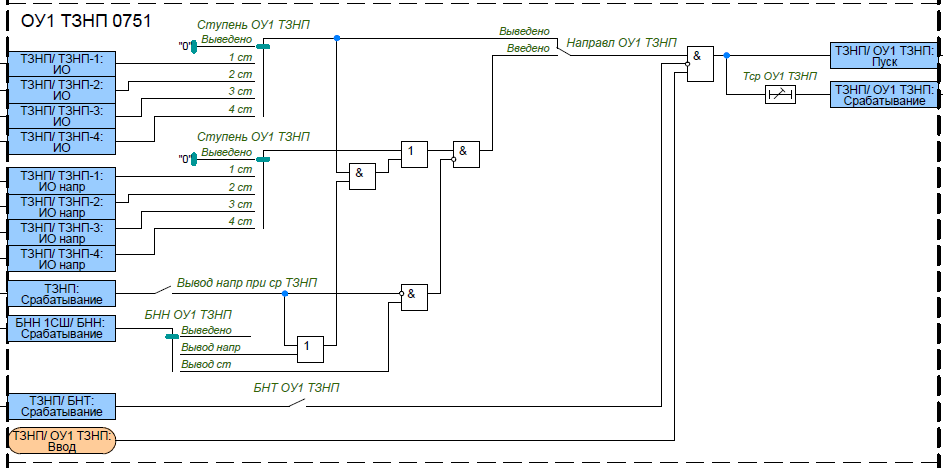 ОУ1 ТЗНП 0751
Ступень ОУ1 ТЗНП
"0"
Выведено
1 ст
2 ст
3 ст
4 ст
ТЗНП/ ТЗНП-1:
ИО
ТЗНП/ ТЗНП-2:
ИО
ТЗНП/ ТЗНП-3:
ИО
ТЗНП/ ТЗНП-4:
ИО
Выведено
Введено
Направл ОУ1 ТЗНП
&
ТЗНП/ ОУ1 ТЗНП:
Пуск
Тср ОУ1 ТЗНП
ТЗНП/ ОУ1 ТЗНП:
Срабатывание
Ступень ОУ1 ТЗНП
"0"
Выведено
1 ст
2 ст
3 ст
4 ст
ТЗНП/ ТЗНП-1:
ИО напр
ТЗНП/ ТЗНП-2:
ИО напр
ТЗНП/ ТЗНП-3:
ИО напр
ТЗНП/ ТЗНП-4:
ИО напр
&
1
&
ТЗНП:
Срабатывание
Вывод напр при ср ТЗНП
&
БНН 1СШ/ БНН:
Срабатывание
БНН ОУ1 ТЗНП
Выведено
Вывод напр
Вывод ст
1
ТЗНП/ БНТ:
Срабатывание
БНТ ОУ1 ТЗНП
ТЗНП/ ОУ1 ТЗНП:
Ввод